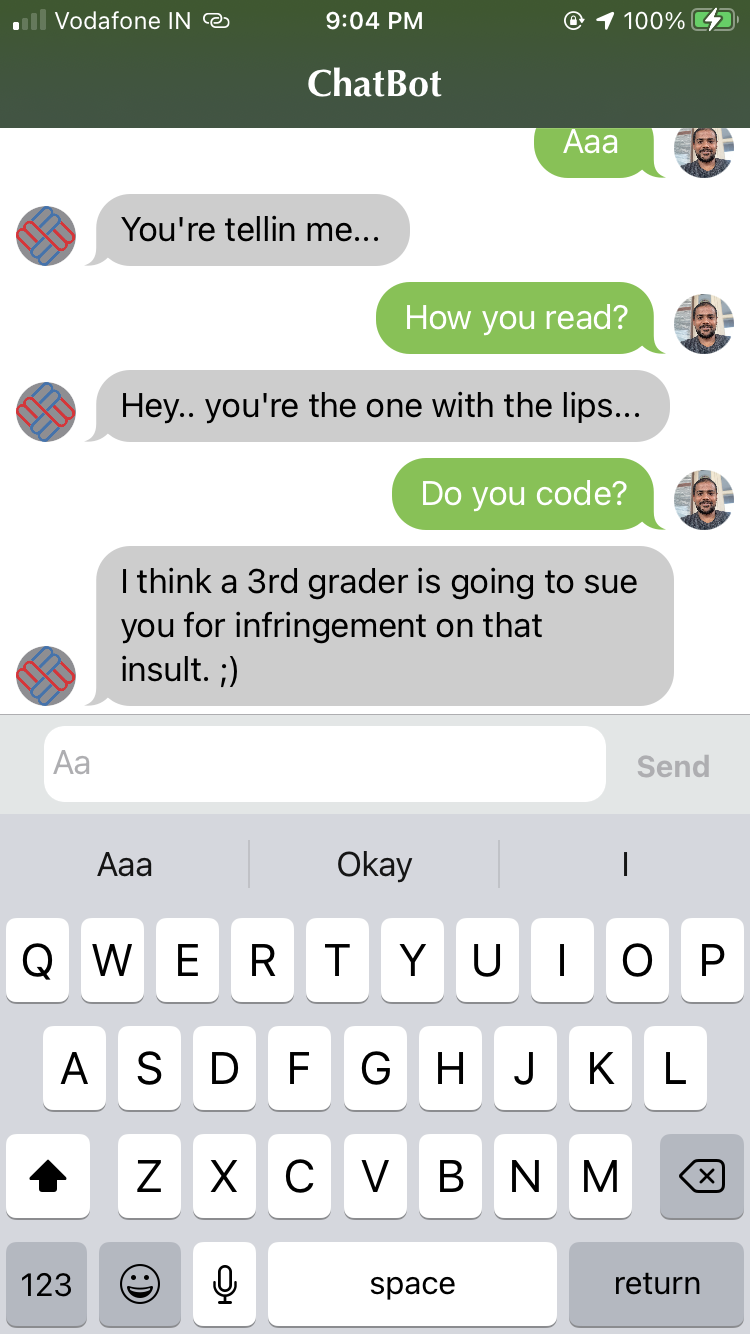 Vodafone IN 9:04 PM 100%
ChatBot
Aaa
You're tellin me...
How you read?
Hey.. you're the one with the lips...
Do you code?
I think a 3rd grader is going to sue
you for infringement on that
insult. ;)
Aa Send
Aaa Okay I
Q W E R T Y U I O P
A S D F G H J K L
Z X C V B N M
123 space return